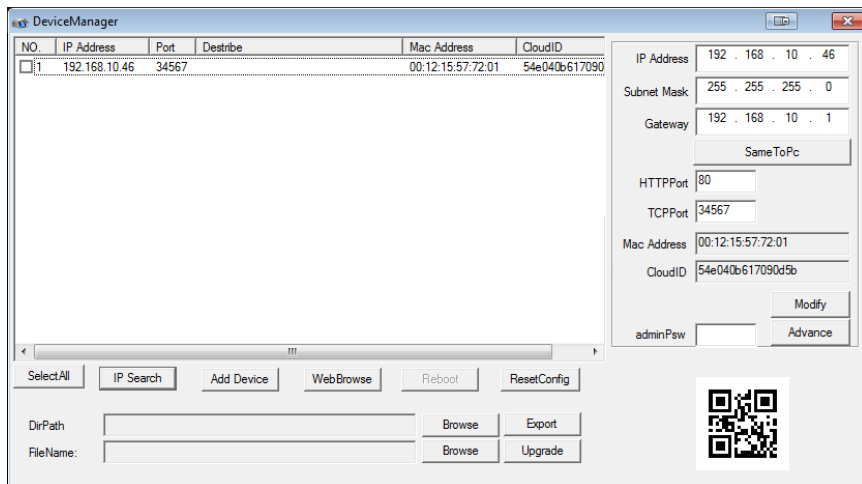 DeviceManager
NO. IP Address Port Destribe Mac Address CloudID
1 192.168.10.46 34567 00:12:15:57:72:01 54e040b617090
IP Address 192 . 168 . 10 . 46
Subnet Mask 255 . 255 . 255 . 0
Gateway 192 . 168 . 10 . 1
SameToPc
HTTPPort 80
TCPPort 34567
Mac Address 00:12:15:57:72:01
CloudID 54e040b617090d5b
Modify
adminPsw Advance
SelectAll IP Search Add Device WebBrowse Reboot ResetConfig
DirPath Browse Export
FileName: Browse Upgrade